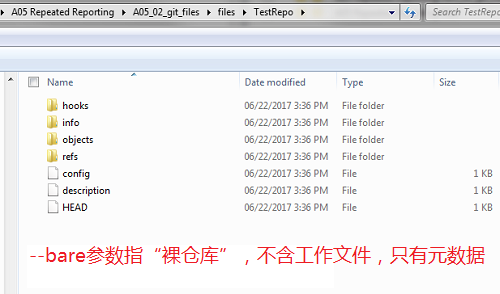 A05 Repeated Reporting ▸ A05_02_git_files ▸ files ▸ TestRepo ▸
Search TestRepo
Name Date modified Type Size
hooks 06/22/2017 3:36 PM File folder
info 06/22/2017 3:36 PM File folder
objects 06/22/2017 3:36 PM File folder
refs 06/22/2017 3:36 PM File folder
config 06/22/2017 3:36 PM File 1 KB
description 06/22/2017 3:36 PM File 1 KB
HEAD 06/22/2017 3:36 PM File 1 KB
--bare参数指“裸仓库”，不含工作文件，只有元数据